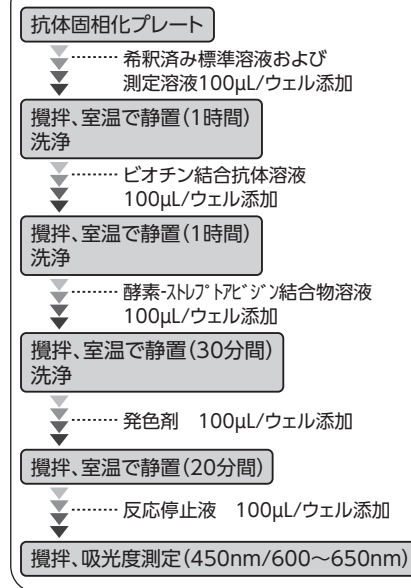 抗体固相化プレート
希釈済み標準溶液および
測定溶液100μL/ウェル添加
攪拌、室温で静置(1時間)
洗浄
ビオチン結合抗体溶液
100μL/ウェル添加
攪拌、室温で静置(1時間)
洗浄
酵素-ｽﾄﾚﾌﾟﾄｱﾋﾞｼﾞﾝ結合物溶液
100μL/ウェル添加
攪拌、室温で静置(30分間)
洗浄
発色剤　100μL/ウェル添加
攪拌、室温で静置(20分間)
反応停止液　100μL/ウェル添加
攪拌、吸光度測定(450nm/600～650nm)